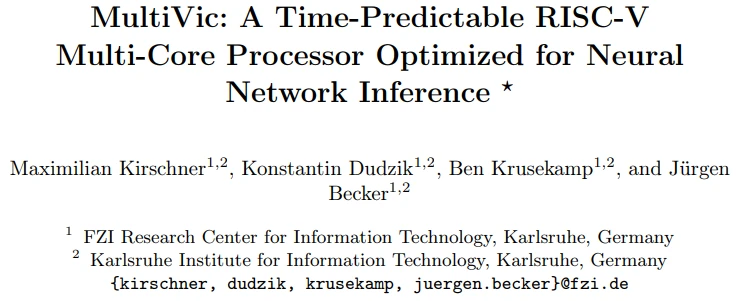 MultiVic: A Time-Predictable RISC-V
Multi-Core Processor Optimized for Neural
Network Inference ⋆
Maximilian Kirschner1,2, Konstantin Dudzik1,2, Ben Krusekamp1,2, and Jürgen
Becker1,2
1 FZI Research Center for Information Technology, Karlsruhe, Germany
2 Karlsruhe Institute for Information Technology, Karlsruhe, Germany
{kirschner, dudzik, krusekamp, juergen.becker}@fzi.de